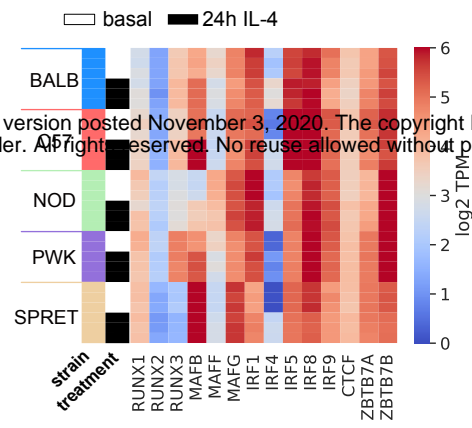 basal 24h IL-4
6
BALB
5
version posted November 3, 2020. The copyright
C57
4
ler. All rights reserved. No reuse allowed without p
NOD
3
log2 TPM
PWK
2
1
SPRET
0
strain
treatment
RUNX1
RUNX2
RUNX3
MAFB
MAFF
MAFG
IRF1
IRF4
IRF5
IRF8
IRF9
CTCF
ZBTB7A
ZBTB7B